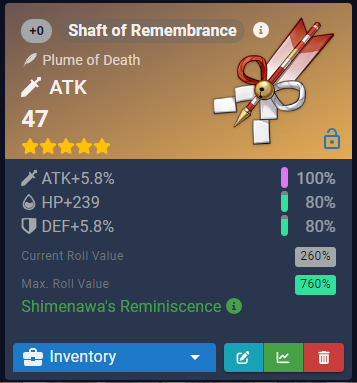 +0 Shaft of Remembrance
Plume of Death
ATK
47
ATK+5.8% 100%
HP+239 80%
DEF+5.8% 80%
Current Roll Value 260%
Max. Roll Value 760%
Shimenawa's Reminiscence
Inventory